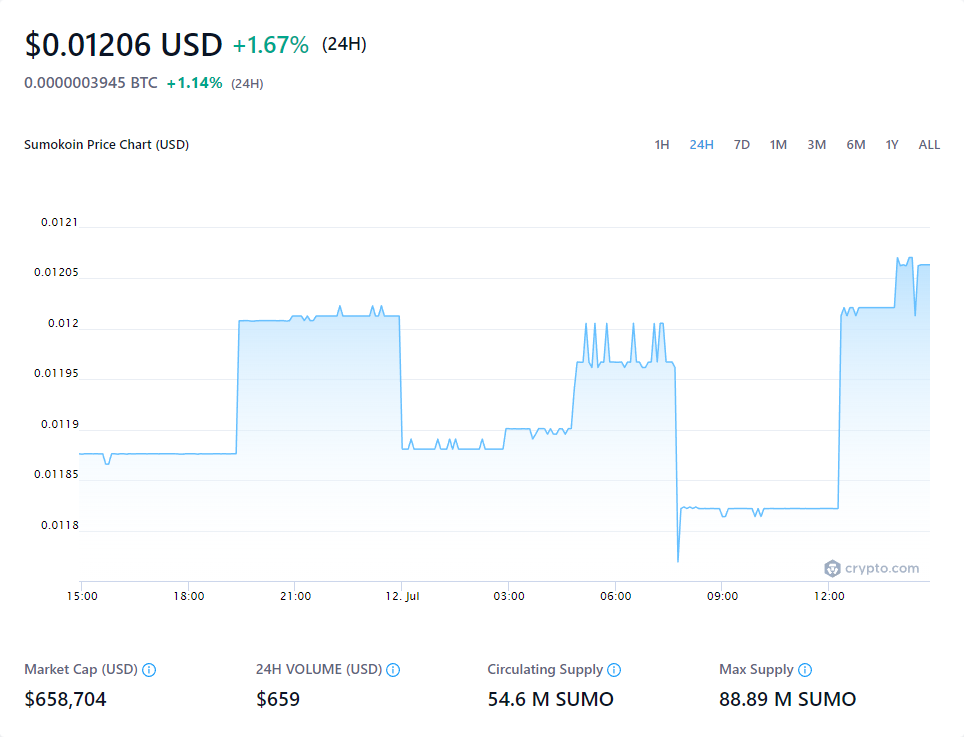 $0.01206 USD +1.67% (24H)
0.0000003945 BTC +1.14% (24H)
Sumokoin Price Chart (USD) 1H 24H 7D 1M 3M 6M 1Y ALL
0.0121
0.01205
0.012
0.01195
0.0119
0.01185
0.0118
crypto.com
15:00 18:00 21:00 12. Jul 03:00 06:00 09:00 12:00
Market Cap (USD) 24H VOLUME (USD) Circulating Supply Max Supply
$658,704 $659 54.6 M SUMO 88.89 M SUMO